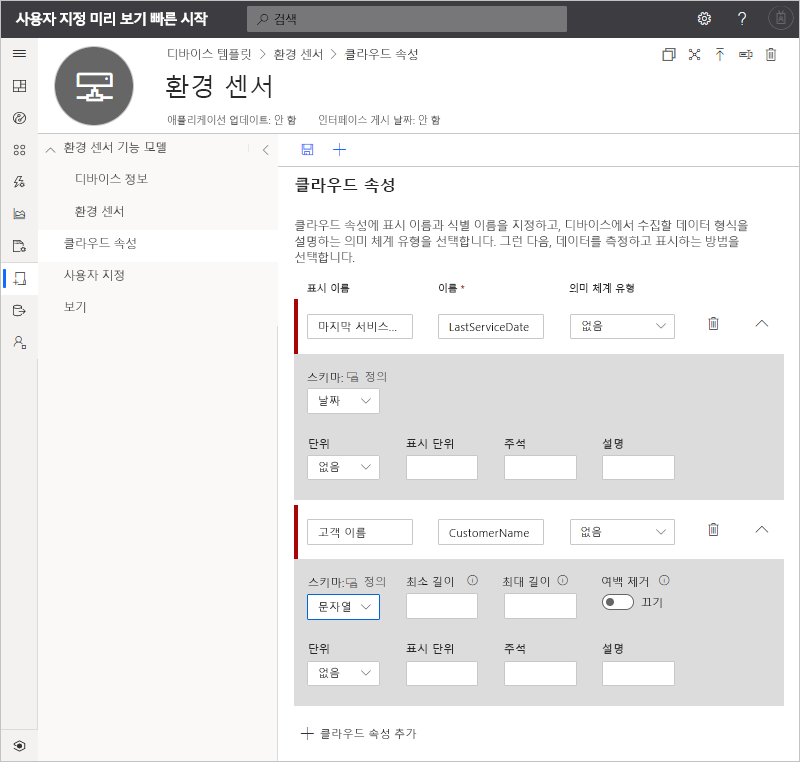 사용자 지정 미리 보기 빠른 시작
검색
?
디바이스 템플릿 > 환경 센서 > 클라우드 속성
환경 센서
애플리케이션 업데이트: 안 함 인터페이스 게시 날짜: 안 함
환경 센서 기능 모델
디바이스 정보
환경 센서
클라우드 속성
사용자 지정
보기
클라우드 속성
클라우드 속성에 표시 이름과 식별 이름을 지정하고, 디바이스에서 수집할 데이터 형식을
설명하는 의미 체계 유형을 선택합니다. 그런 다음, 데이터를 측정하고 표시하는 방법을
선택합니다.
표시 이름 이름 * 의미 체계 유형
마지막 서비스... LastServiceDate 없음
스키마: 정의
날짜
단위 표시 단위 주석 설명
없음
고객 이름 CustomerName 없음
스키마: 정의 최소 길이 최대 길이 여백 제거
문자열 끄기
단위 표시 단위 주석 설명
없음
클라우드 속성 추가